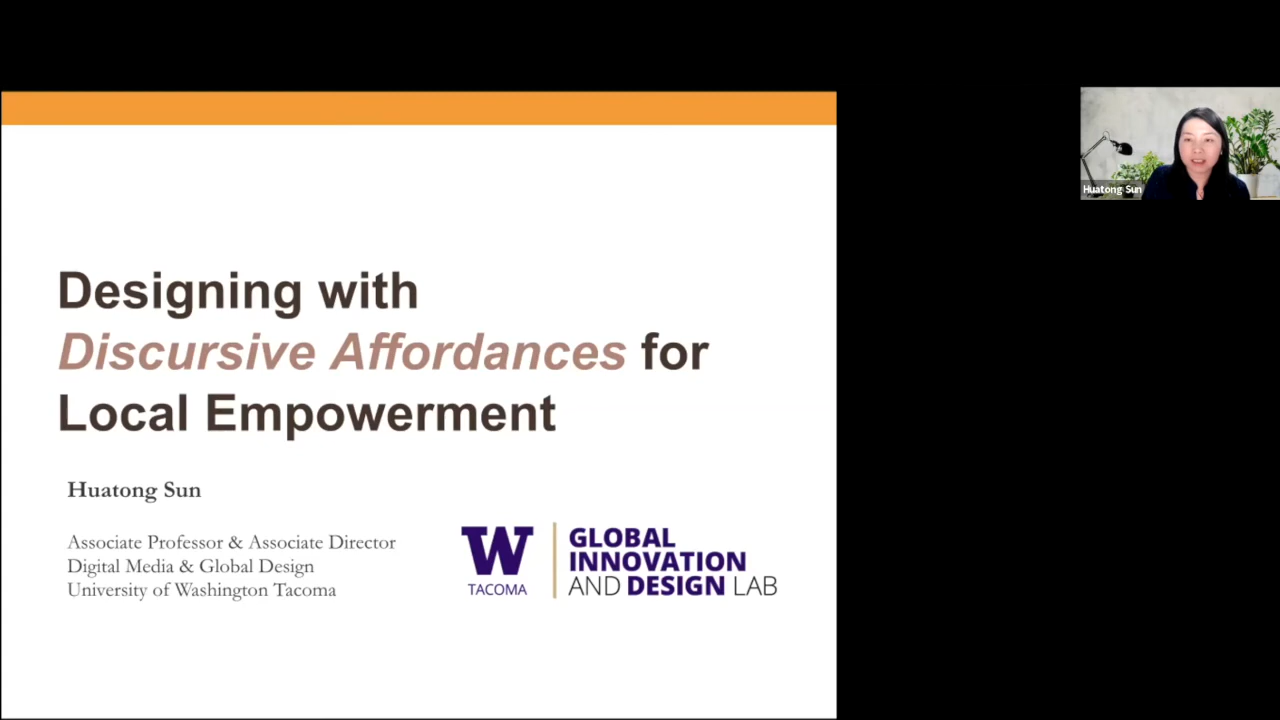 Designing with
Discursive Affordances for
Local Empowerment
Huatong Sun
Associate Professor & Associate Director
Digital Media & Global Design
University of Washington Tacoma
W
TACOMA
GLOBAL
INNOVATION
AND DESIGN LAB
Huatong Sun